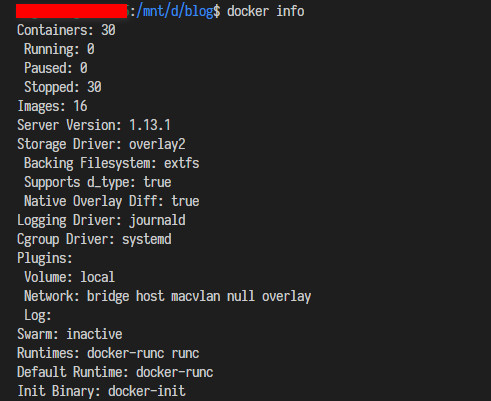 :/mnt/d/blog$ docker info
Containers: 30
Running: 0
Paused: 0
Stopped: 30
Images: 16
Server Version: 1.13.1
Storage Driver: overlay2
Backing Filesystem: extfs
Supports d_type: true
Native Overlay Diff: true
Logging Driver: journald
Cgroup Driver: systemd
Plugins:
Volume: local
Network: bridge host macvlan null overlay
Log:
Swarm: inactive
Runtimes: docker-runc runc
Default Runtime: docker-runc
Init Binary: docker-init